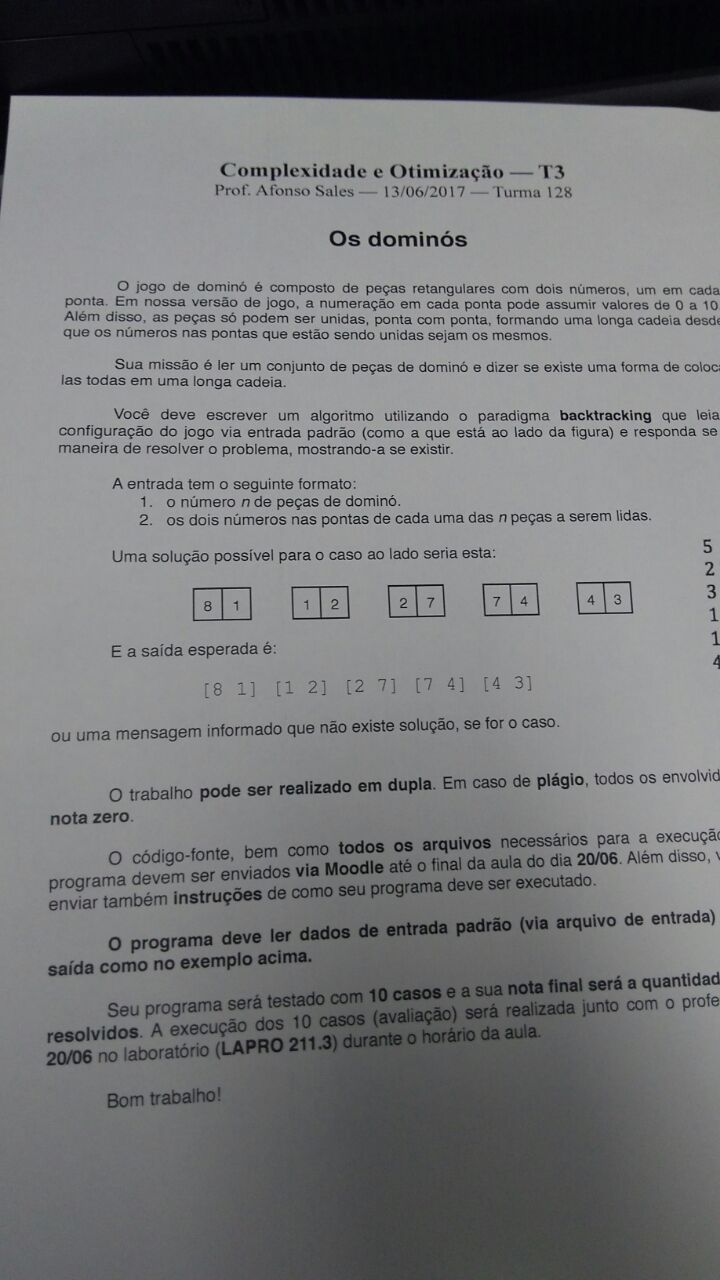 Complexidade e Otimização — T3
Prof. Afonso Sales — 13/06/2017 — Turma 128
Os dominós
O jogo de dominó é composto de peças retangulares com dois números, um em cada
ponta. Em nossa versão de jogo, a numeração em cada ponta pode assumir valores de 0 a 10.
Além disso, as peças só podem ser unidas, ponta com ponta, formando uma longa cadeia desde
que os números nas pontas que estão sendo unidas sejam os mesmos.
Sua missão é ler um conjunto de peças de dominó e dizer se existe uma forma de coloc
las todas em uma longa cadeia.
Você deve escrever um algoritmo utilizando o paradigma backtracking que leia
configuração do jogo via entrada padrão (como a que está ao lado da figura) e responda se
maneira de resolver o problema, mostrando-a se existir.
A entrada tem o seguinte formato:
1. o número n de peças de dominó.
2. os dois números nas pontas de cada uma das n peças a serem lidas.
Uma solução possível para o caso ao lado seria esta:
5
2
3
1
1
4
8 1 1 2 2 7 7 4 4 3
E a saída esperada é:
[8 1] [1 2] [2 7] [7 4] [4 3]
ou uma mensagem informado que não existe solução, se for o caso.
O trabalho pode ser realizado em dupla. Em caso de plágio, todos os envolvid
nota zero.
O código-fonte, bem como todos os arquivos necessários para a execução
programa devem ser enviados via Moodle até o final da aula do dia 20/06. Além disso, v
enviar também instruções de como seu programa deve ser executado.
O programa deve ler dados de entrada padrão (via arquivo de entrada)
saída como no exemplo acima.
Seu programa será testado com 10 casos e a sua nota final será a quantidad
resolvidos. A execução dos 10 casos (avaliação) será realizada junto com o profe
20/06 no laboratório (LAPRO 211.3) durante o horário da aula.
Bom trabalho!